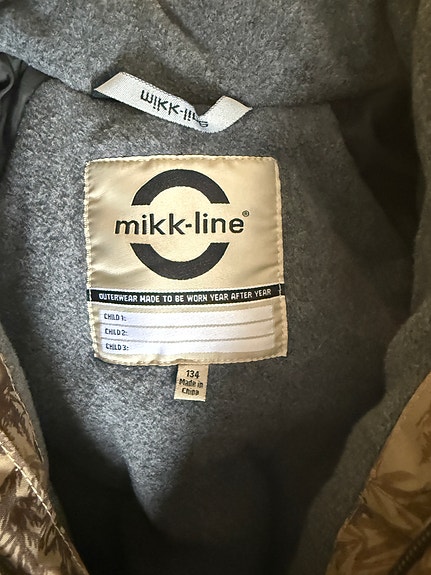 mikk-line
mikk-line®
OUTERWEAR MADE TO BE WORN YEAR AFTER YEAR
CHILD 1:
CHILD 2:
CHILD 3:
134
Made in
China